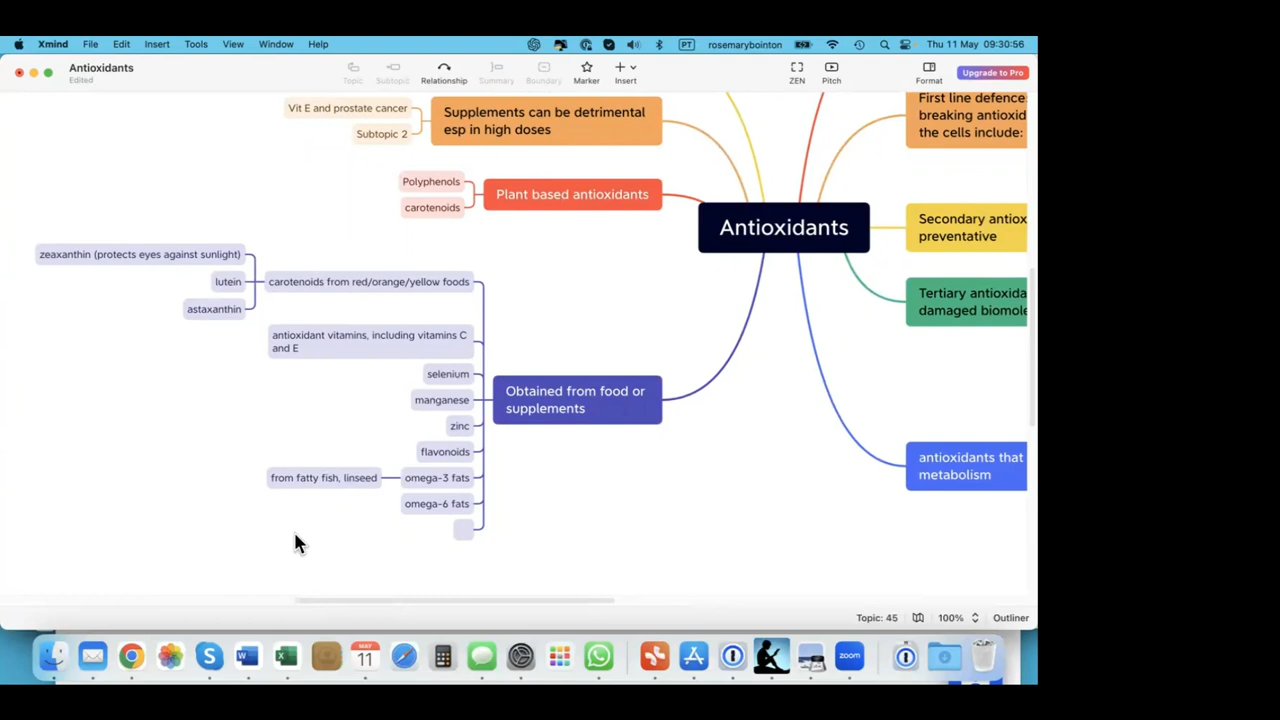 Xmind File Edit Insert Tools View Window Help PT rosemarybointon Thu 11 May 09:30:56
Antioxidants
Edited
Topic Subtopic Relationship Summary Boundary Marker Insert ZEN Pitch Format Upgrade to Pro
Vit E and prostate cancer
Subtopic 2
Supplements can be detrimental
esp in high doses
Polyphenols
carotenoids
Plant based antioxidants
zeaxanthin (protects eyes against sunlight)
lutein
astaxanthin
carotenoids from red/orange/yellow foods
antioxidant vitamins, including vitamins C
and E
selenium
manganese
zinc
flavonoids
from fatty fish, linseed
omega-3 fats
omega-6 fats
Obtained from food or
supplements
Antioxidants
First line defence:
breaking antioxid
the cells include:
Secondary antiox
preventative
Tertiary antioxida
damaged biomole
antioxidants that
metabolism
Topic: 45 100% Outliner
MAY
11
zoom